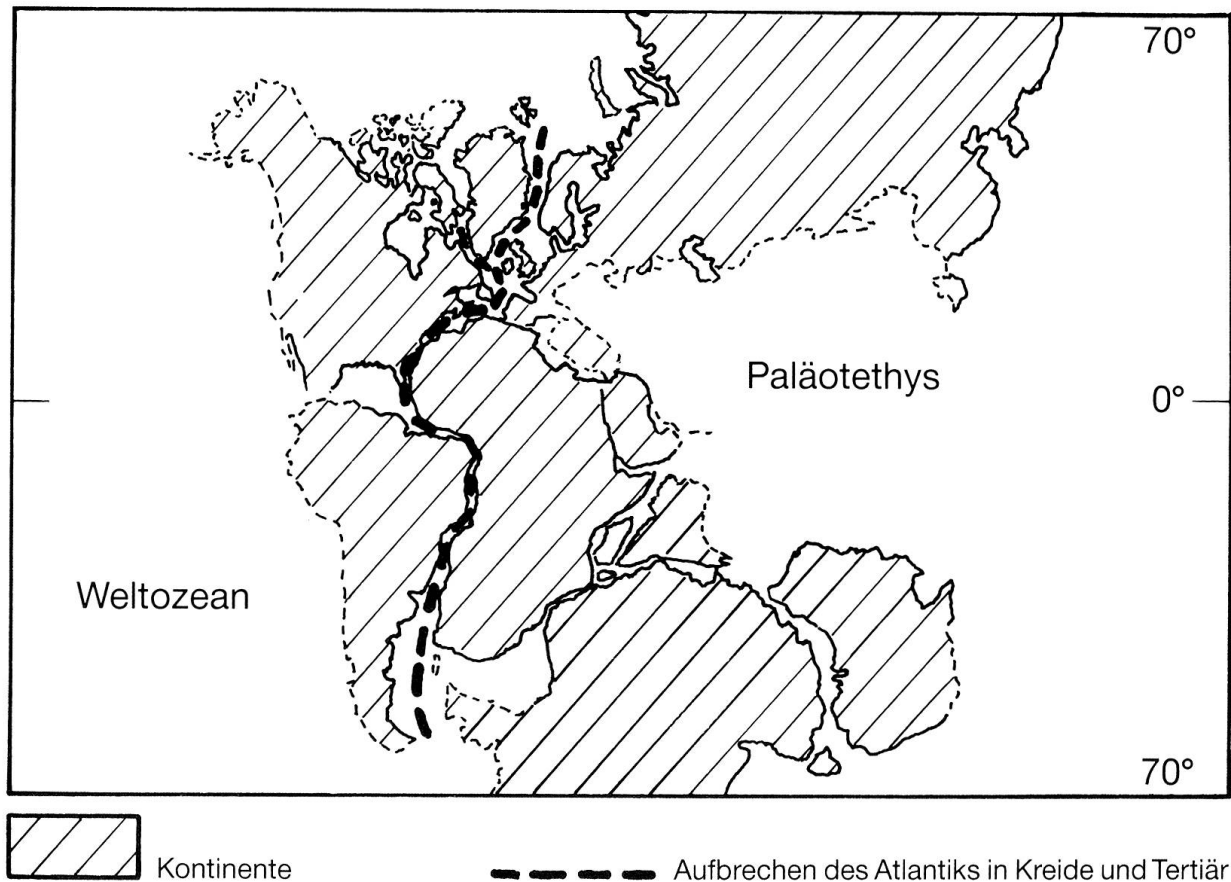 70°
Paläotethys
0°
Weltozean
70°
Kontinente
Aufbrechen des Atlantiks in Kreide und Tertiär